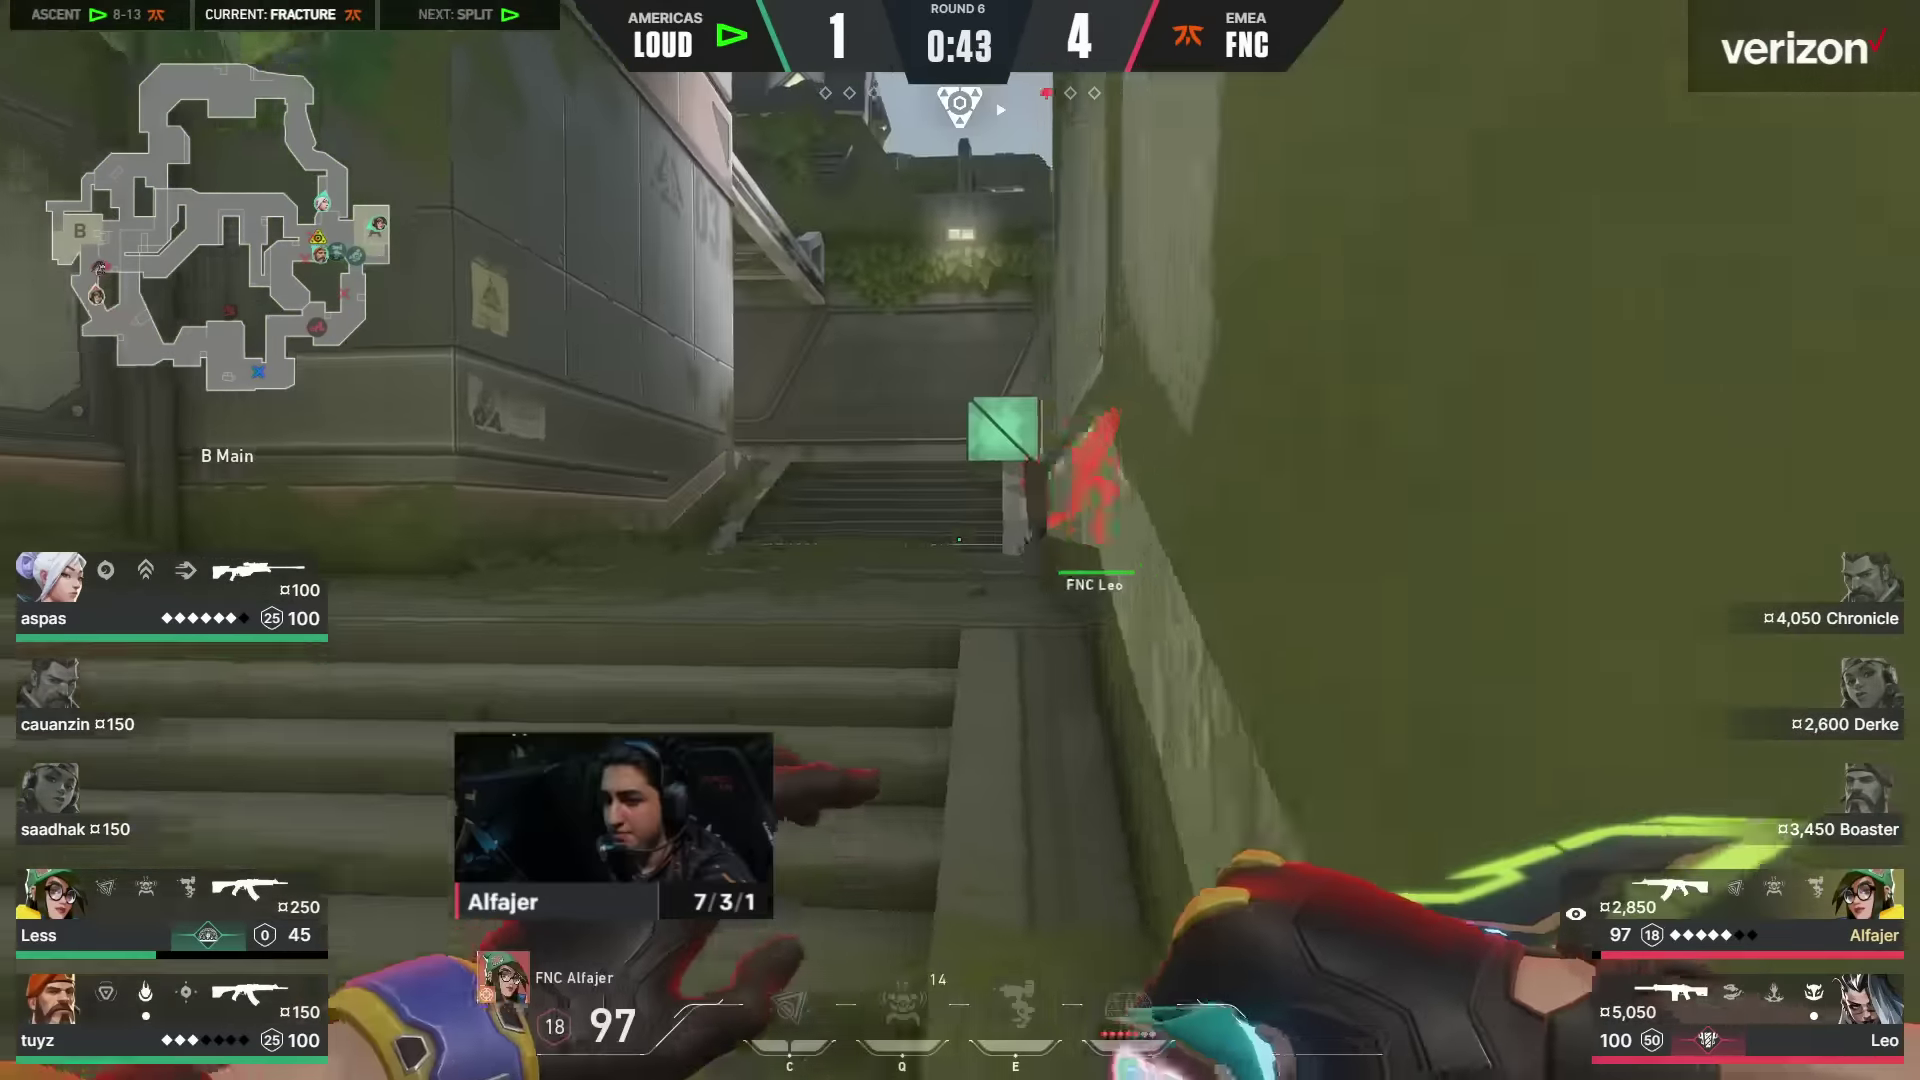 ASCENT 8-13
CURRENT: FRACTURE
NEXT: SPLIT
AMERICAS
LOUD
1
ROUND 6
0:43
4
EMEA
FNC
verizon
B
A
B Main
FNC Leo
¤100
aspas
25 100
cauanzin ¤150
saadhak ¤150
¤250
Less
0 45
¤150
tuyz
25 100
Alfajer
7/3/1
FNC Alfajer
18 97
14
C
Q
E
¤4,050 Chronicle
¤2,600 Derke
¤3,450 Boaster
¤2,850
97 18
Alfajer
¤5,050
100 50
Leo